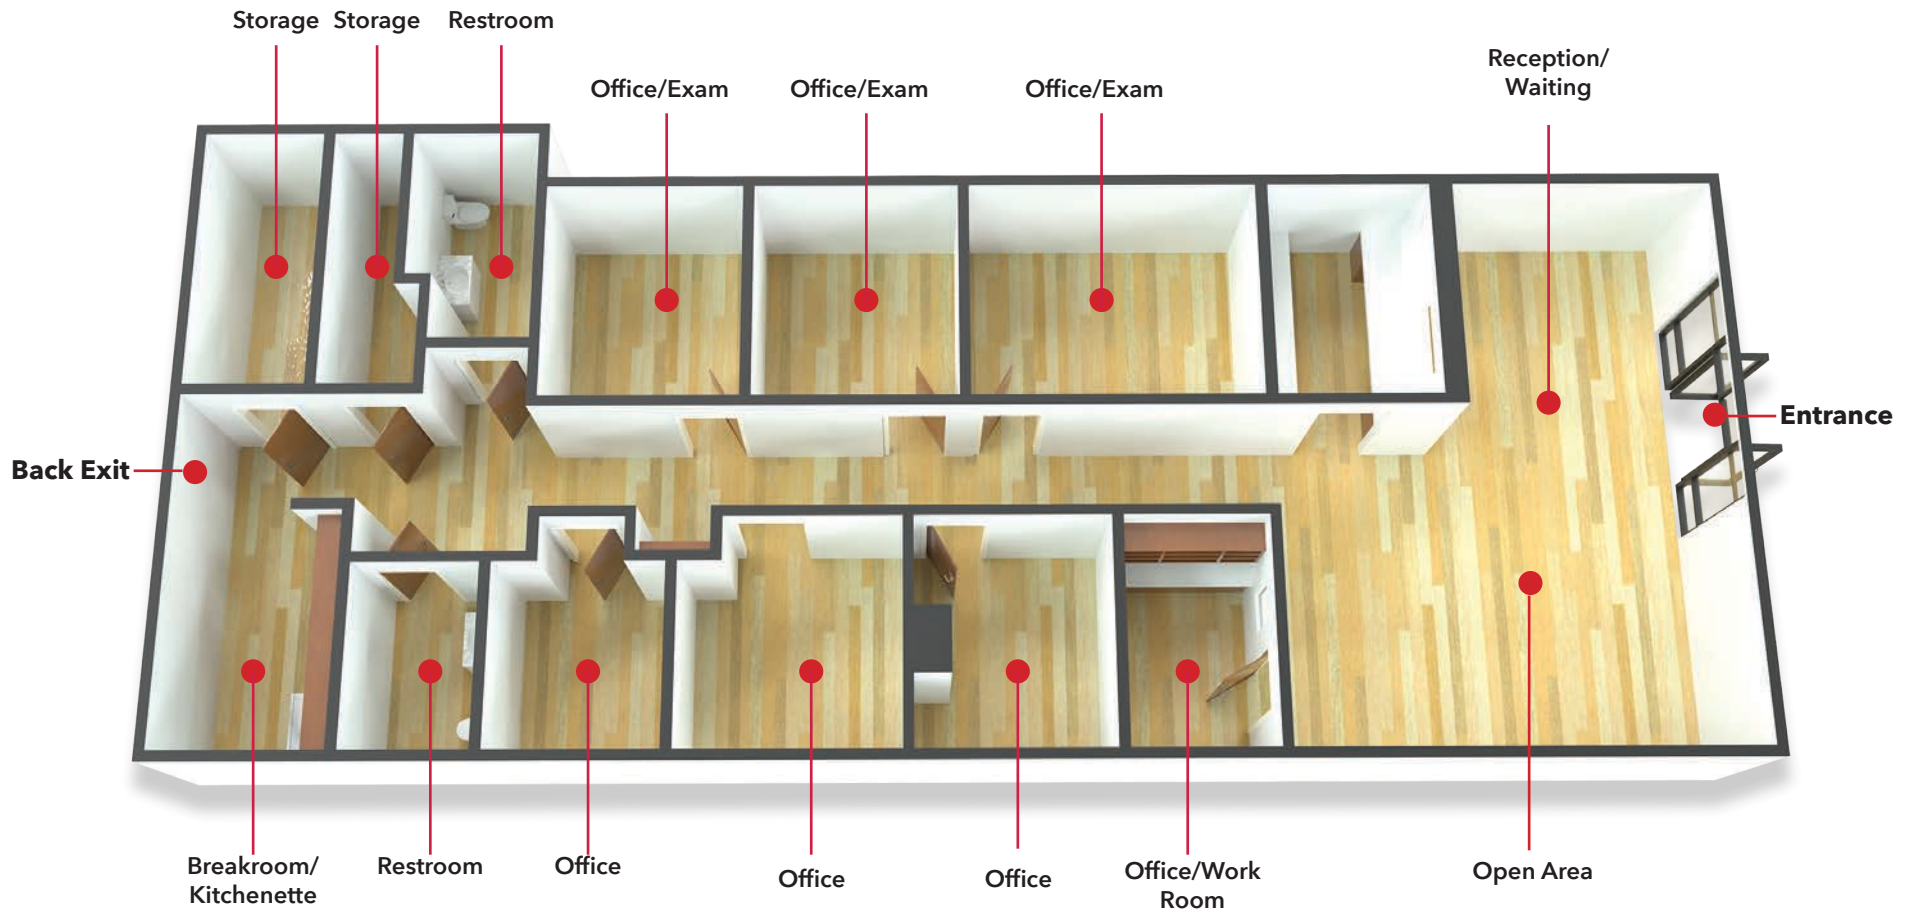 Storage
Storage
Restroom
Office/Exam
Office/Exam
Office/Exam
Reception/
Waiting
Entrance
Back Exit
Breakroom/
Kitchenette
Restroom
Office
Office
Office
Office/Work
Room
Open Area